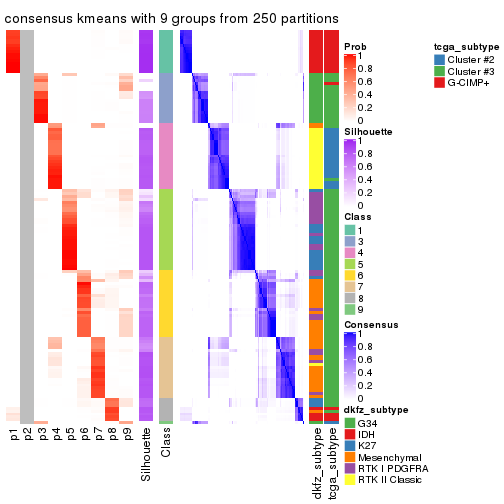 consensus kmeans with 9 groups from 250 partitions
Prob
1
0.8
0.6
0.4
0.2
0
Silhouette
1
0.8
0.6
0.4
0.2
0
Class
1
3
4
5
6
7
8
9
Consensus
1
0.8
0.6
0.4
0.2
0
dkfz_subtype
G34
IDH
K27
Mesenchymal
RTK I PDGFRA
RTK II Classic
tcga_subtype
Cluster #2
Cluster #3
G-CIMP+
p1
p2
p3
p4
p5
p6
p7
p8
p9
Silhouette
Class
dkfz_subtype
tcga_subtype